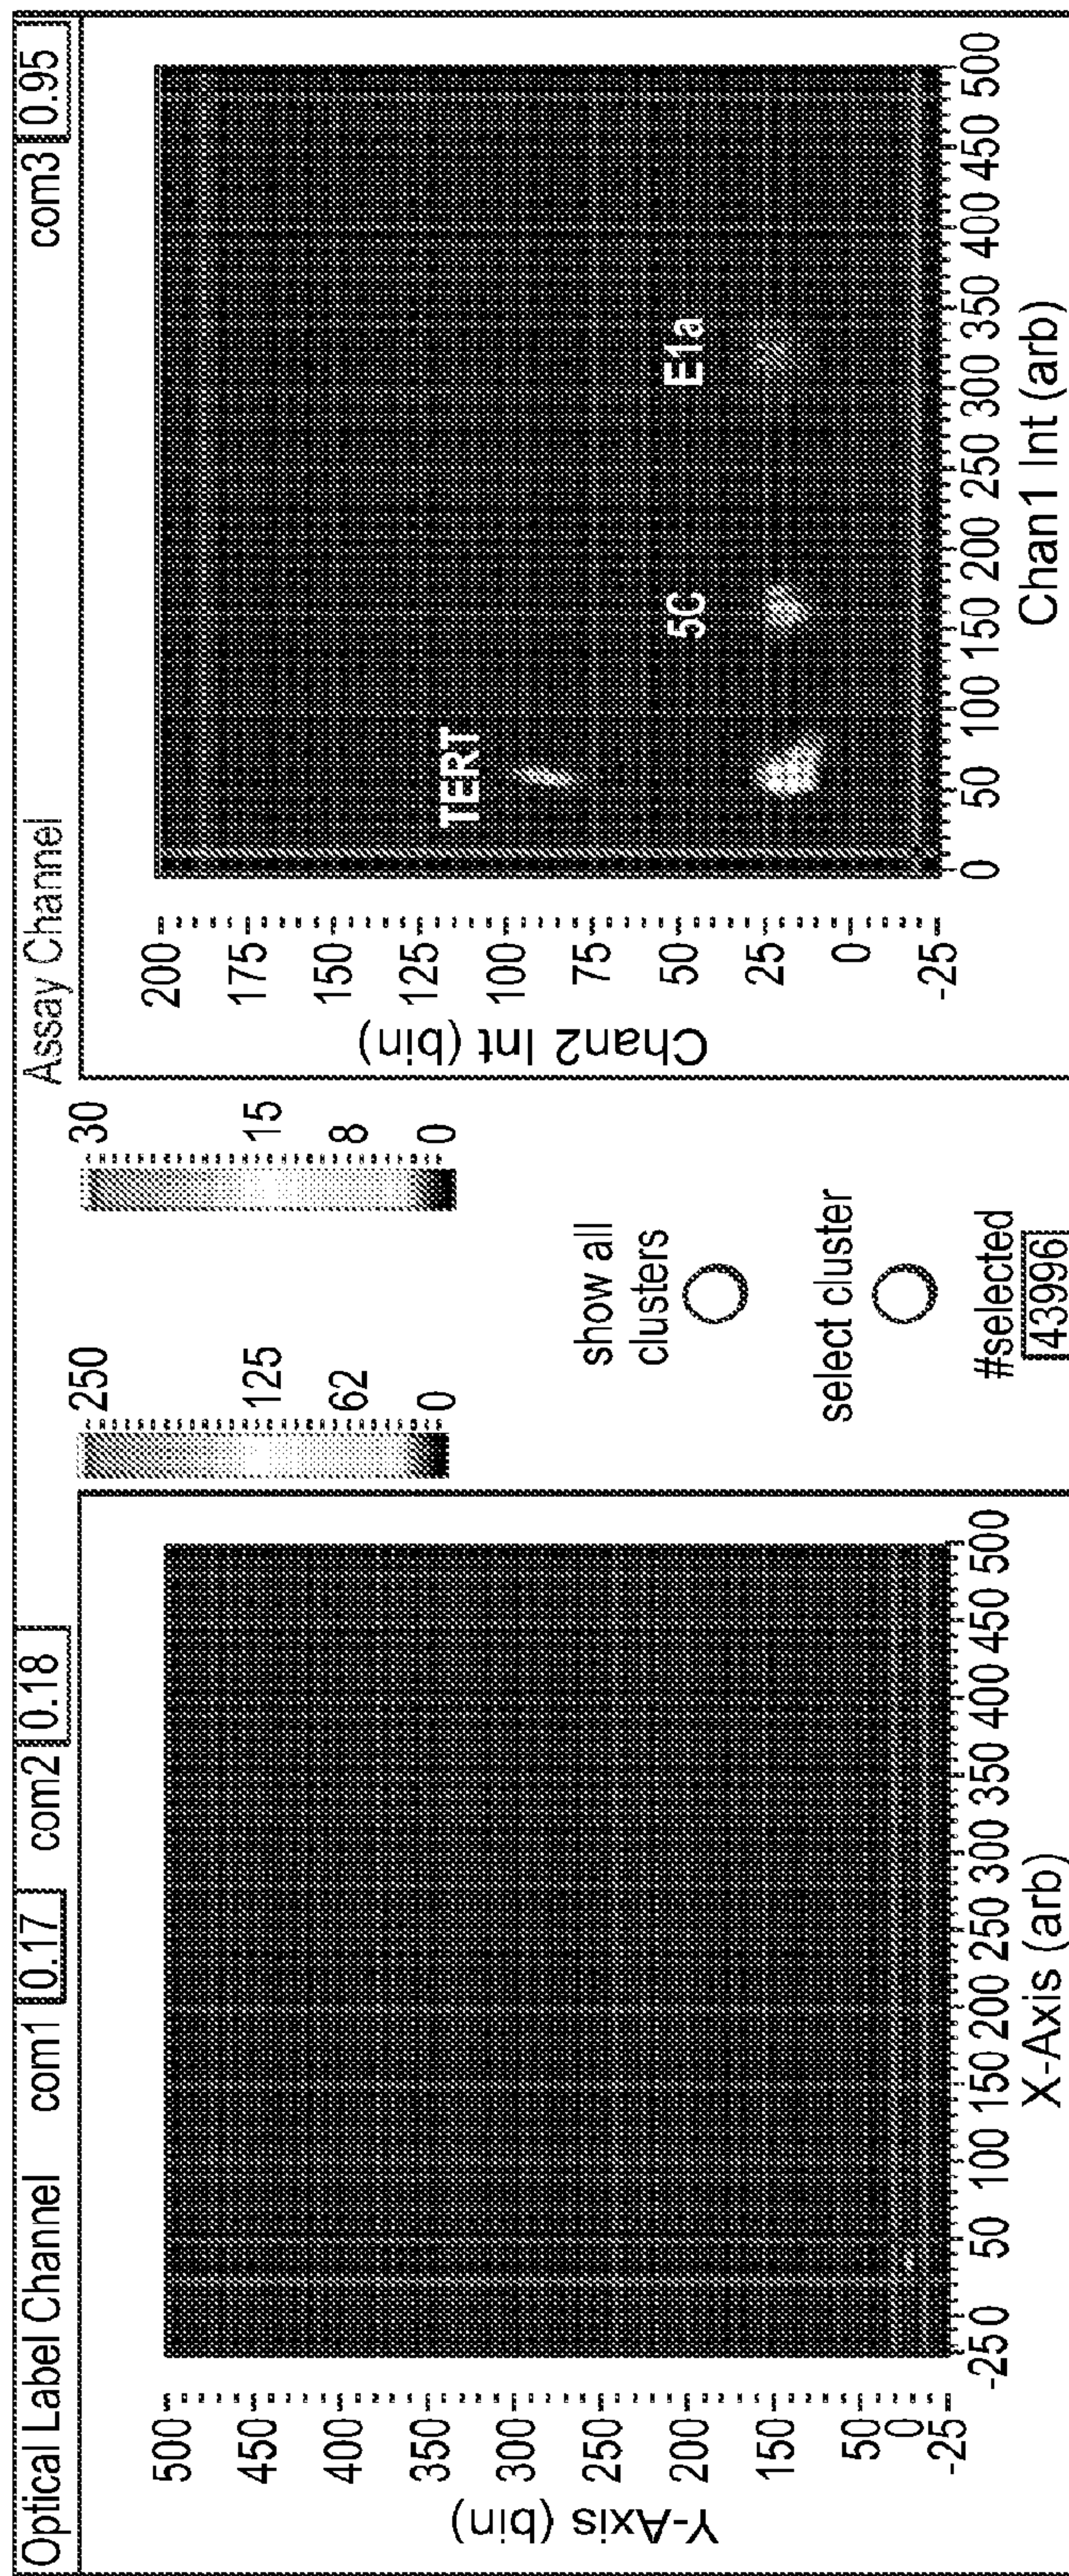 Optical Label Channel com1 0.17 com2 0.18
Assay Channel com3 0.95
500
450
400
350
300
250
200
150
50
0
-25
Y-Axis (bin)
-25 0 50 100 150 200 250 300 350 400 450 500
X-Axis (arb)
250
125
62
0
30
15
8
0
show all
clusters
select cluster
#selected
43996
200
175
150
125
100
75
50
25
0
-25
Chan2 Int (bin)
TERT
5C
E1a
0 50 100 150 200 250 300 350 400 450 500
Chan1 Int (arb)